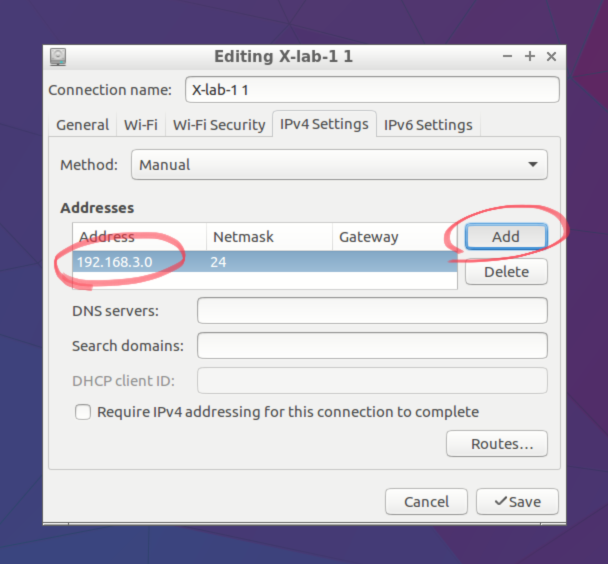 Editing X-lab-1 1
Connection name: X-lab-1 1
General Wi-Fi Wi-Fi Security IPv4 Settings IPv6 Settings
Method: Manual
Addresses
Address Netmask Gateway Add
192.168.3.0 24
Delete
DNS servers:
Search domains:
DHCP client ID:
Require IPv4 addressing for this connection to complete
Routes...
Cancel ✓Save